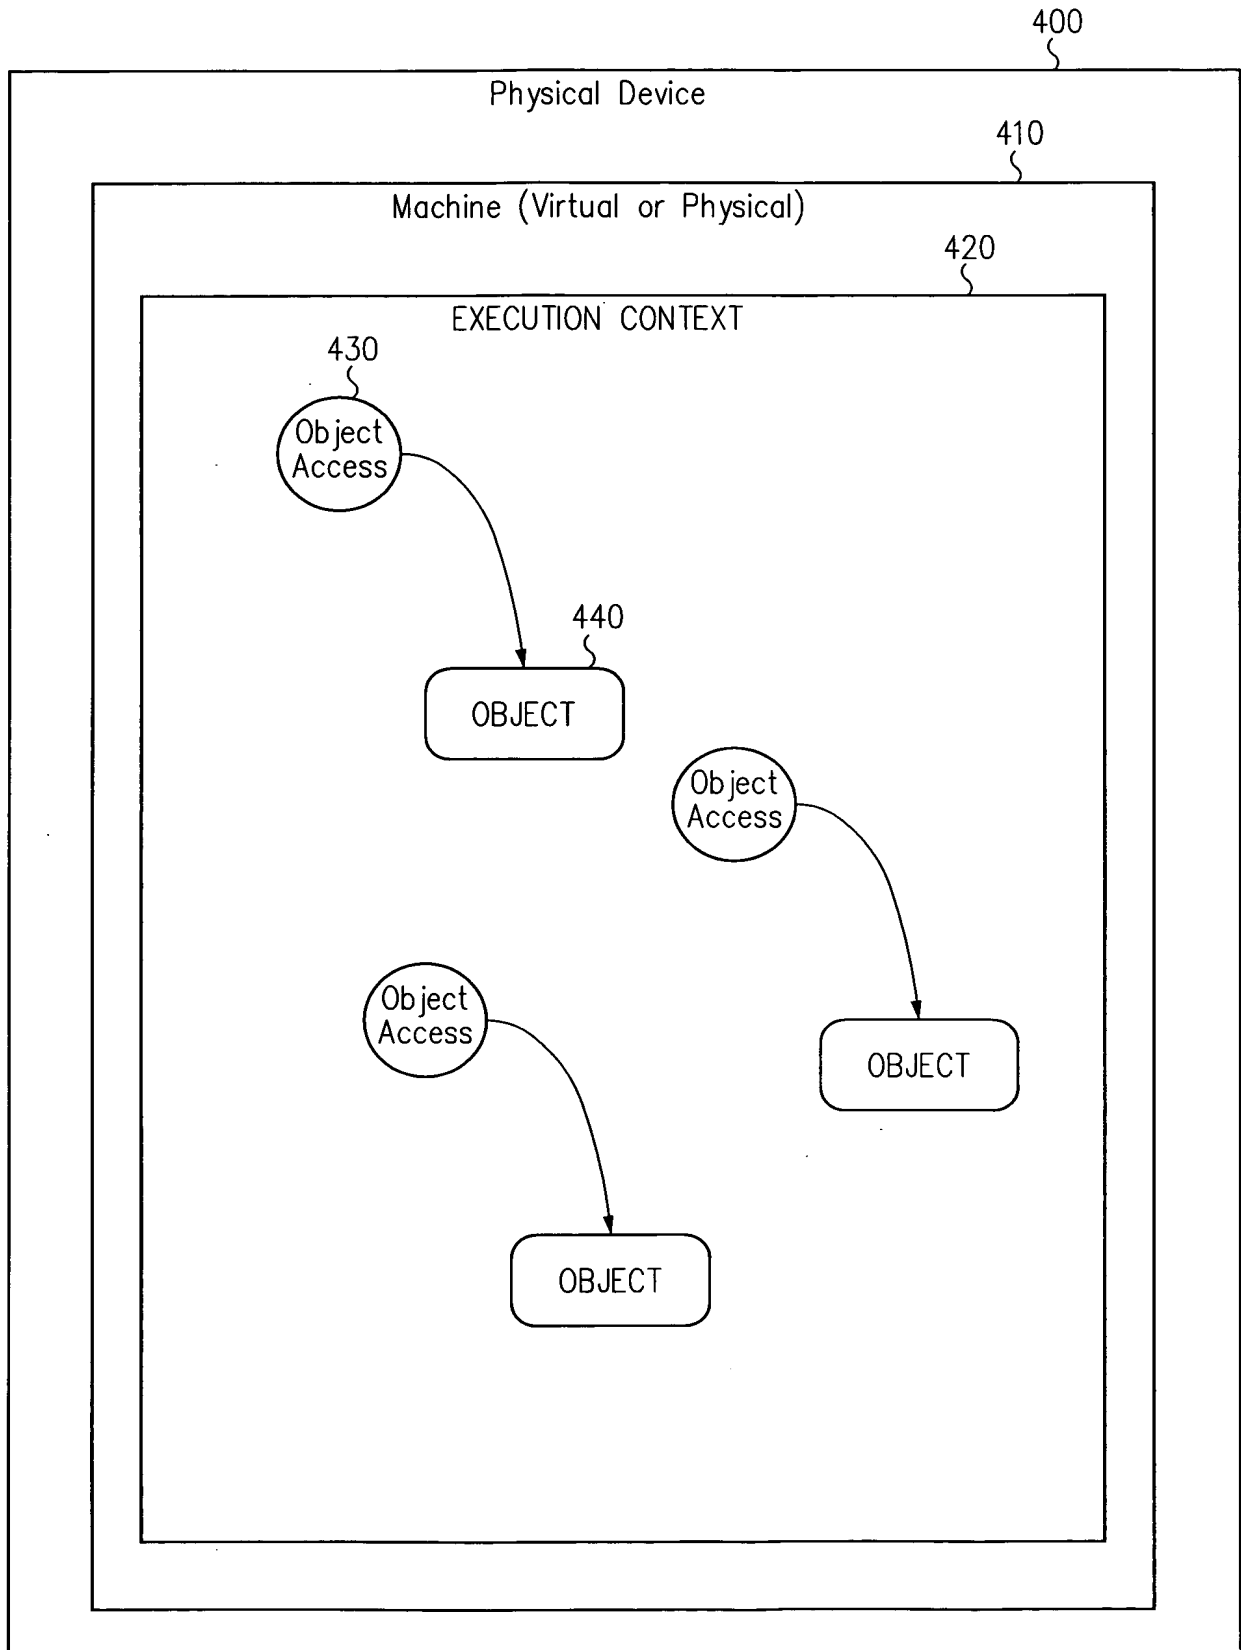 400
Physical Device
410
Machine (Virtual or Physical)
420
EXECUTION CONTEXT
430
Object
Access
440
OBJECT
Object
Access
Object
Access
OBJECT
OBJECT